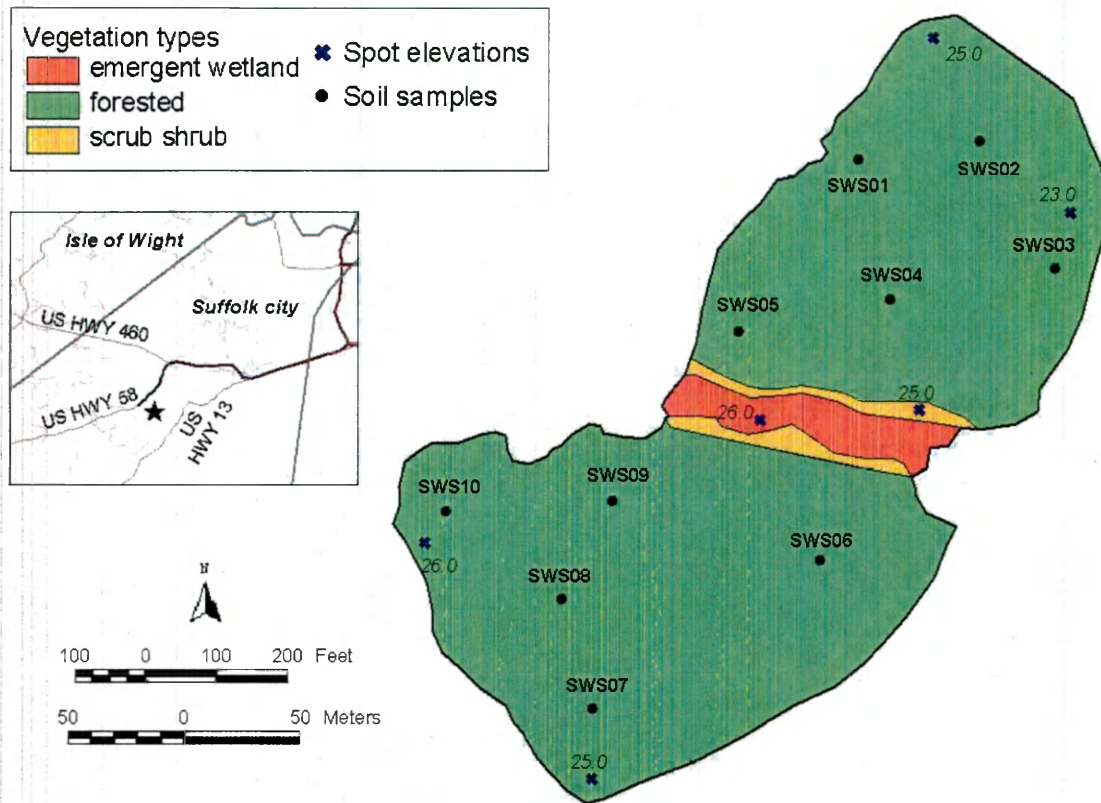 Vegetation types
emergent wetland
forested
scrub shrub
Spot elevations
Soil samples
Isle of Wight
Suffolk city
US HWY 460
US HWY 58
US
HWY 13
N
100 0 100 200 Feet
50 0 50 Meters
25.0
SWS01
SWS02
23.0
SWS03
SWS04
SWS05
25.0
26.0
SWS10
SWS09
SWS06
26.0
SWS08
SWS07
25.0